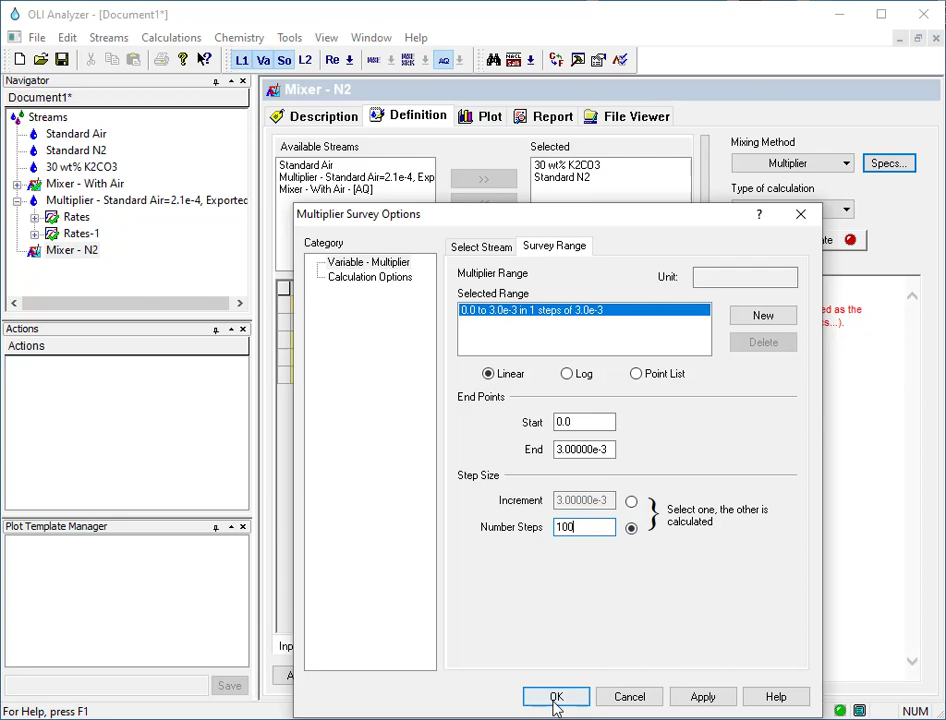 OLI Analyzer - [Document1*]
File Edit Streams Calculations Chemistry Tools View Window Help
L1 Va So L2 Re AQ
Navigator
Document1*
Streams
Standard Air
Standard N2
30 wt% K2CO3
Mixer - With Air
Multiplier - Standard Air=2.1e-4, Exported
Rates
Rates-1
Mixer - N2
Actions
Actions
Plot Template Manager
Save
For Help, press F1
NUM
Mixer - N2
Description Definition Plot Report File Viewer
Available Streams
Standard Air
Multiplier - Standard Air=2.1e-4, Exp
Mixer - With Air - [AQ]
>>
Selected
30 wt% K2CO3
Standard N2
Mixing Method
Multiplier
Specs...
Type of calculation
ate
d as the
s...).
Inp
A
Multiplier Survey Options
?
Category
Variable - Multiplier
Calculation Options
Select Stream Survey Range
Multiplier Range
Unit:
Selected Range
0.0 to 3.0e-3 in 1 steps of 3.0e-3
New
Delete
Linear Log Point List
End Points
Start 0.0
End 3.00000e-3
Step Size
Increment 3.00000e-3
Number Steps 100
Select one, the other is
calculated
OK Cancel Apply Help